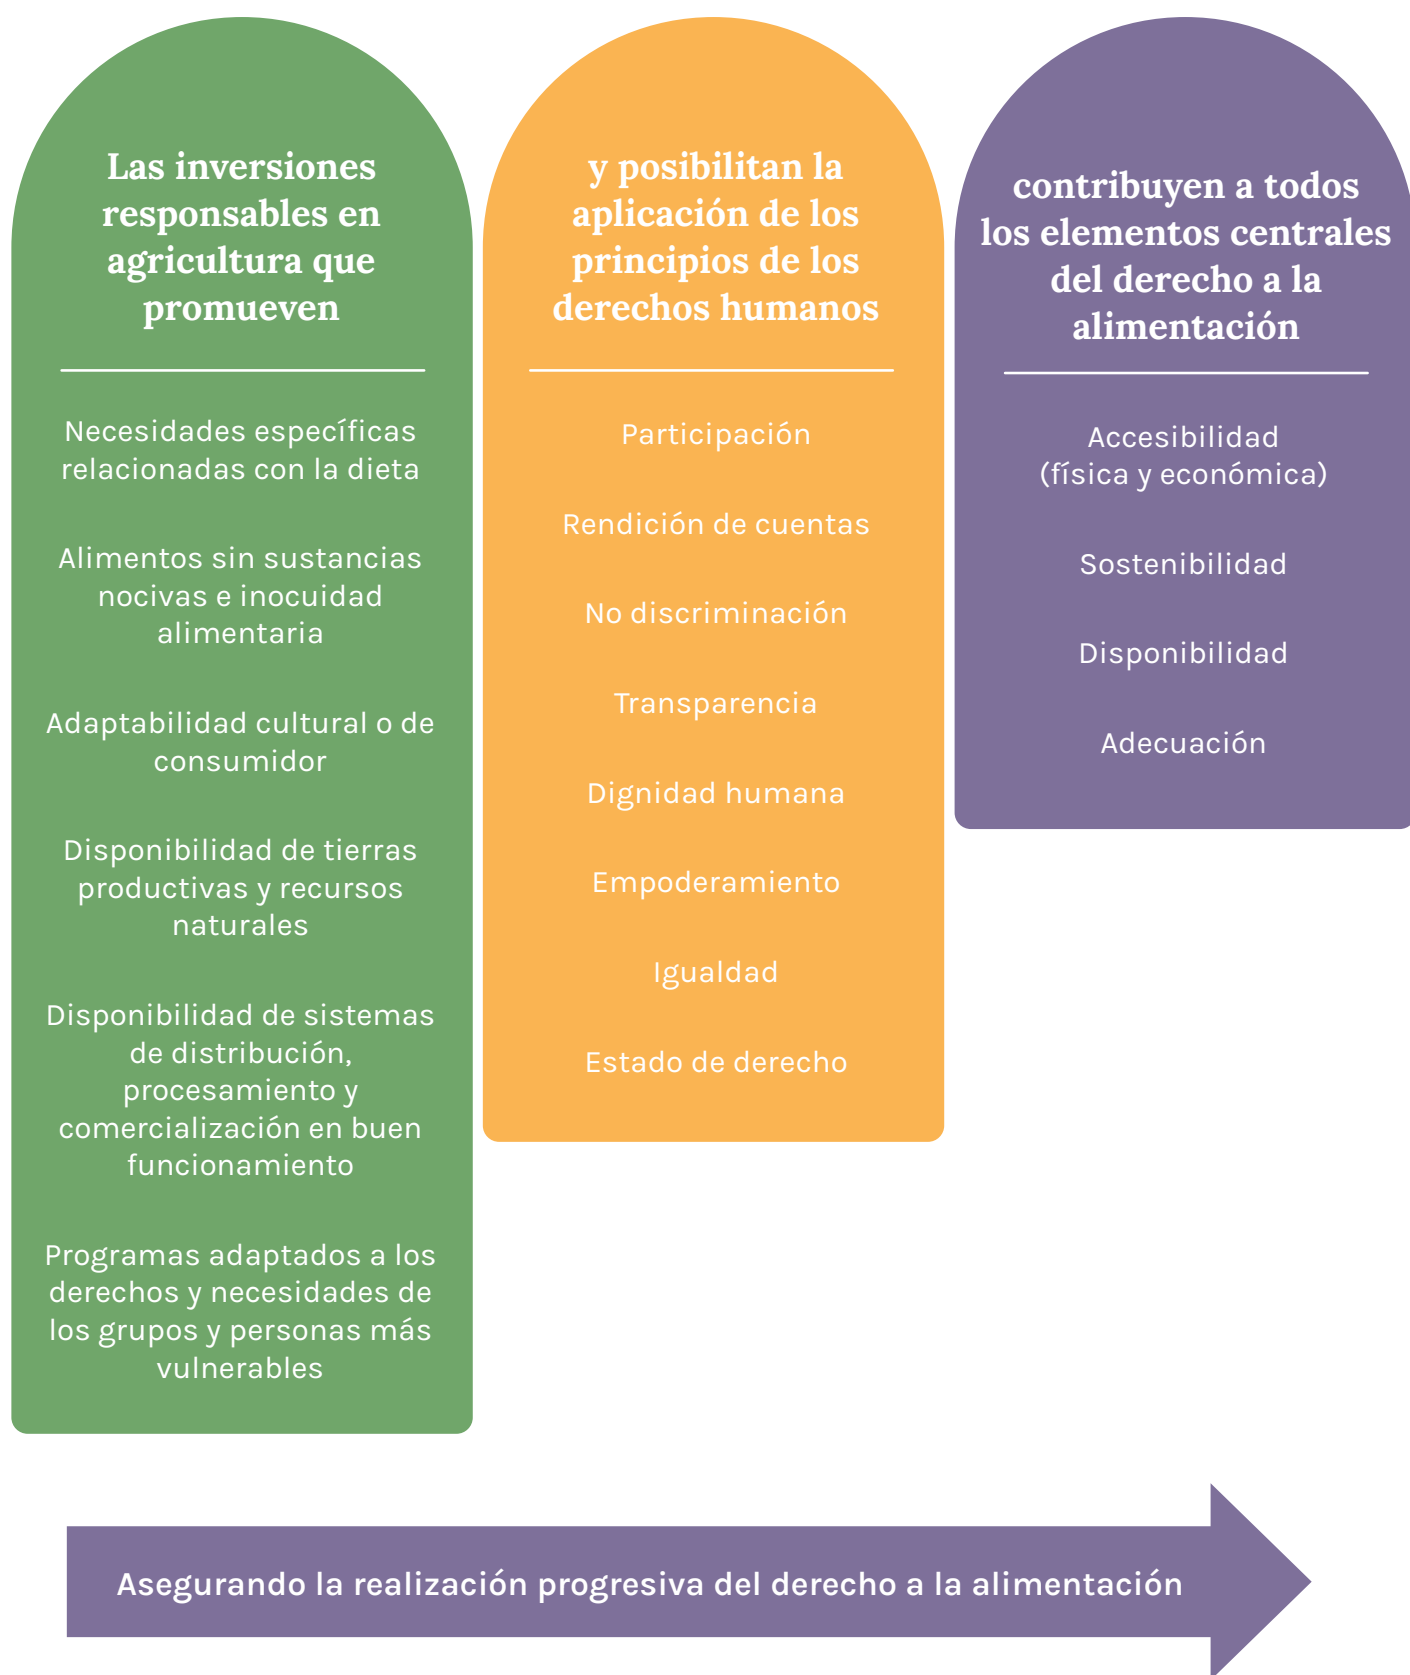 Las inversiones
responsables en
agricultura que
promueven
Necesidades específicas
relacionadas con la dieta
Alimentos sin sustancias
nocivas e inocuidad
alimentaria
Adaptabilidad cultural o de
consumidor
Disponibilidad de tierras
productivas y recursos
naturales
Disponibilidad de sistemas
de distribución,
procesamiento y
comercialización en buen
funcionamiento
Programas adaptados a los
derechos y necesidades de
los grupos y personas más
vulnerables
y posibilitan la
aplicación de los
principios de los
derechos humanos
Participación
Rendición de cuentas
No discriminación
Transparencia
Dignidad humana
Empoderamiento
Igualdad
Estado de derecho
contribuyen a todos
los elementos centrales
del derecho a la
alimentación
Accesibilidad
(física y económica)
Sostenibilidad
Disponibilidad
Adecuación
Asegurando la realización progresiva del derecho a la alimentación